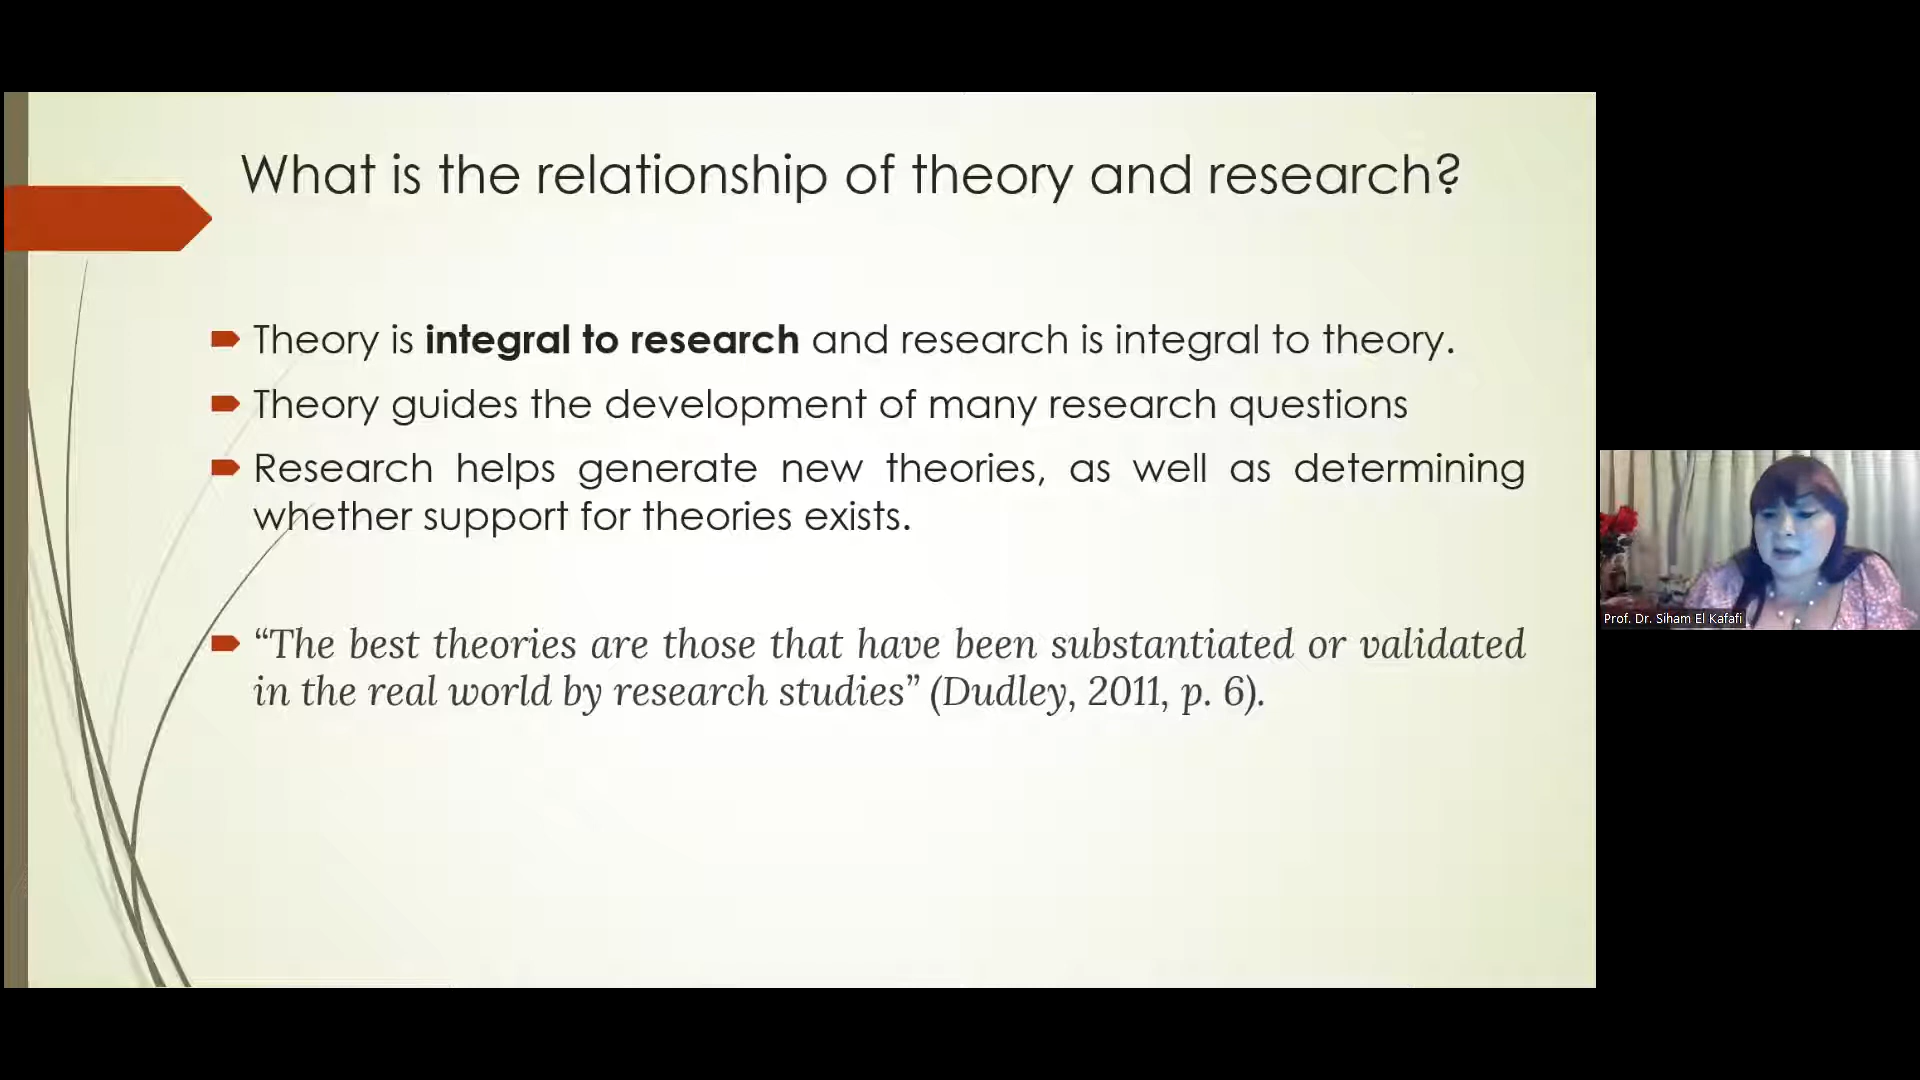 What is the relationship of theory and research?
Theory is integral to research and research is integral to theory.
Theory guides the development of many research questions
Research helps generate new theories, as well as determining
whether support for theories exists.
“The best theories are those that have been substantiated or validated
in the real world by research studies” (Dudley, 2011, p. 6).
Prof. Dr. Siham El Kafafi